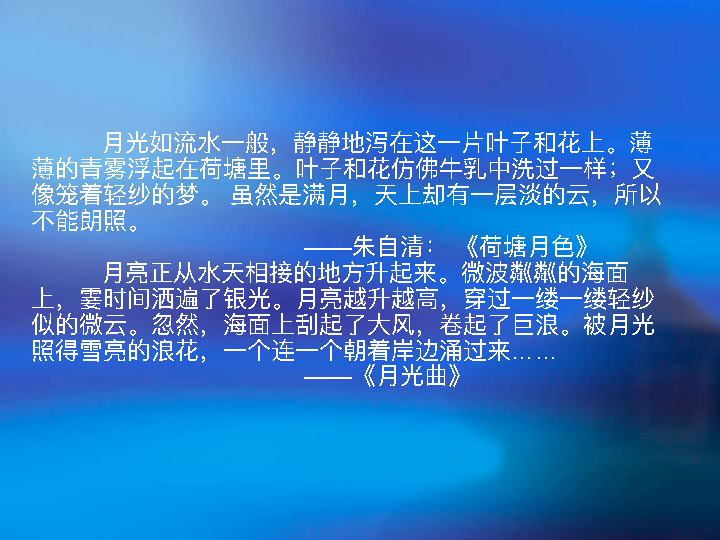 月光如流水一般，静静地泻在这一片叶子和花上。薄
薄的青雾浮起在荷塘里。叶子和花仿佛牛乳中洗过一样；又
像笼着轻纱的梦。 虽然是满月，天上却有一层淡的云，所以
不能朗照。
——朱自清： 《荷塘月色》
月亮正从水天相接的地方升起来。微波粼粼的海面
上，霎时间洒遍了银光。月亮越升越高，穿过一缕一缕轻纱
似的微云。忽然，海面上刮起了大风，卷起了巨浪。被月光
照得雪亮的浪花，一个连一个朝着岸边涌过来……
——《月光曲》